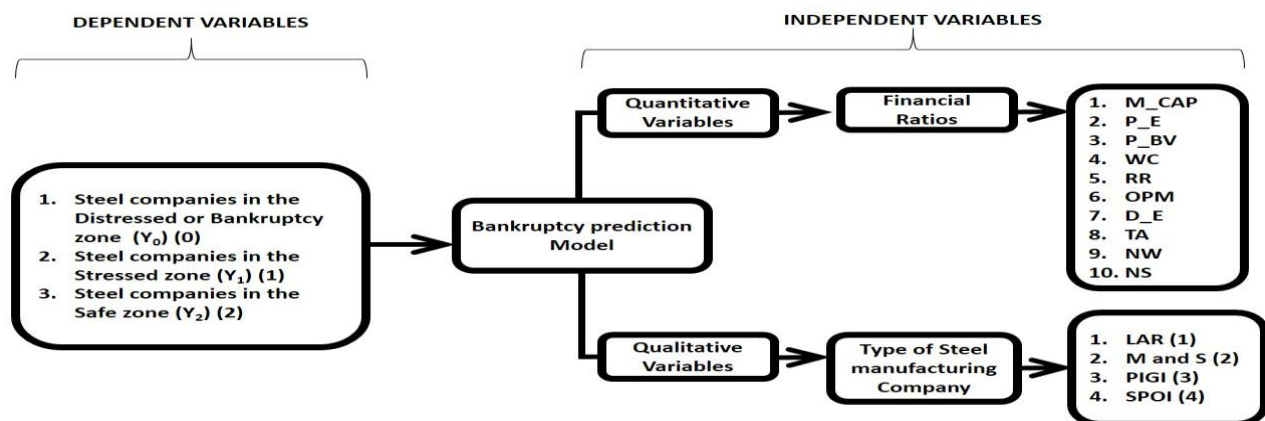 DEPENDENT VARIABLES
INDEPENDENT VARIABLES
1. Steel companies in the
Distressed or Bankruptcy
zone (Y₀) (0)
2. Steel companies in the
Stressed zone (Y₁) (1)
3. Steel companies in the
Safe zone (Y₂) (2)
Bankruptcy prediction
Model
Quantitative
Variables
Financial
Ratios
1. M_CAP
2. P_E
3. P_BV
4. WC
5. RR
6. OPM
7. D_E
8. TA
9. NW
10. NS
Qualitative
Variables
Type of Steel
manufacturing
Company
1. LAR (1)
2. M and S (2)
3. PIGI (3)
4. SPOI (4)